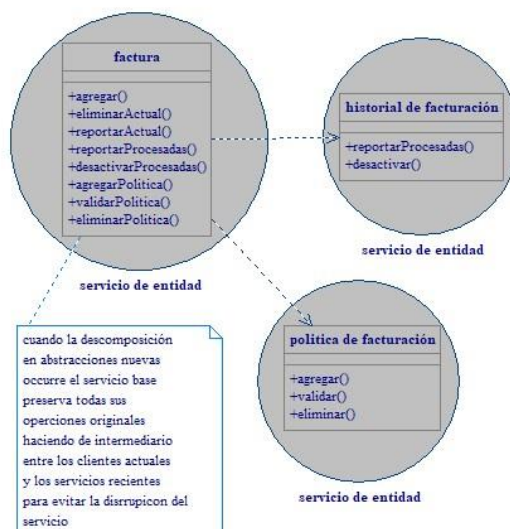 factura
+agregar()
+eliminarActual()
+reportarActual()
+reportarProcesadas()
+desactivarProcesadas()
+agregarPolitica()
+validarPolitica()
+eliminarPolitica()
servicio de entidad
historial de facturación
+reportarProcesadas()
+desactivar()
servicio de entidad
política de facturación
+agregar()
+validar()
+eliminar()
servicio de entidad
cuando la descomposición
en abstracciones nuevas
occurre el servicio base
preserva todas sus
operciones originales
haciendo de intermediario
entre los clientes actuales
y los servicios recientes
para evitar la disrrupicon del
servicio